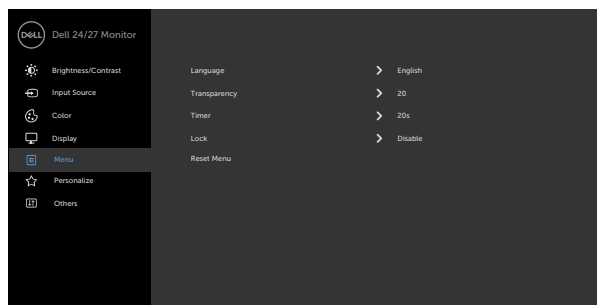 DELL Dell 24/27 Monitor
Brightness/Contrast
Input Source
Color
Display
Menu
Personalize
Others
Language English
Transparency 20
Timer 20s
Lock Disable
Reset Menu